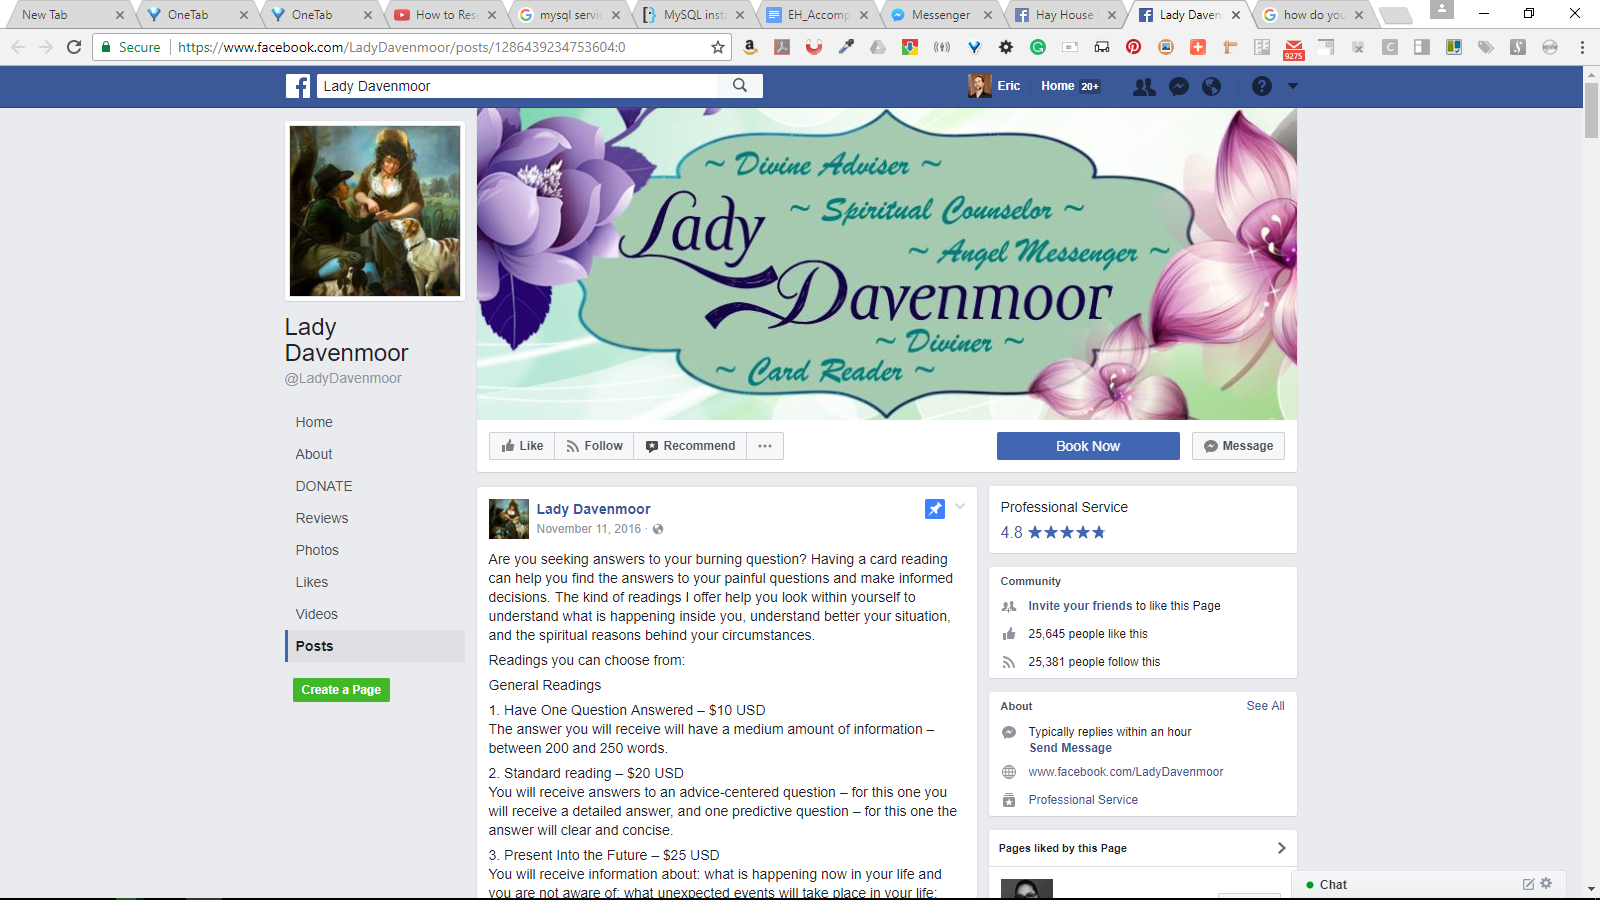 New Tab
OneTab
OneTab
How to Res
mysql servic
MySQL inst
EH_Accomp
Messenger
Hay House
Lady Daven
how do you
Secure
https://www.facebook.com/LadyDavenmoor/posts/1286439234753604:0
9275
Lady Davenmoor
Eric
Home 20+
~ Divine Adviser ~
~ Spiritual Counselor ~
~ Angel Messenger ~
Lady
Davenmoor
~ Diviner ~
~ Card Reader ~
Lady
Davenmoor
@LadyDavenmoor
Home
About
DONATE
Reviews
Photos
Likes
Videos
Posts
Create a Page
Like
Follow
Recommend
Book Now
Message
Lady Davenmoor
November 11, 2016 ·
Are you seeking answers to your burning question? Having a card reading
can help you find the answers to your painful questions and make informed
decisions. The kind of readings I offer help you look within yourself to
understand what is happening inside you, understand better your situation,
and the spiritual reasons behind your circumstances.
Readings you can choose from:
General Readings
1. Have One Question Answered – $10 USD
The answer you will receive will have a medium amount of information –
between 200 and 250 words.
2. Standard reading – $20 USD
You will receive answers to an advice-centered question – for this one you
will receive a detailed answer, and one predictive question – for this one the
answer will clear and concise.
3. Present Into the Future – $25 USD
You will receive information about: what is happening now in your life and
you are not aware of; what unexpected events will take place in your life;
Professional Service
4.8 ★★★★★
Community
Invite your friends to like this Page
25,645 people like this
25,381 people follow this
About
See All
Typically replies within an hour
Send Message
www.facebook.com/LadyDavenmoor
Professional Service
Pages liked by this Page
Chat